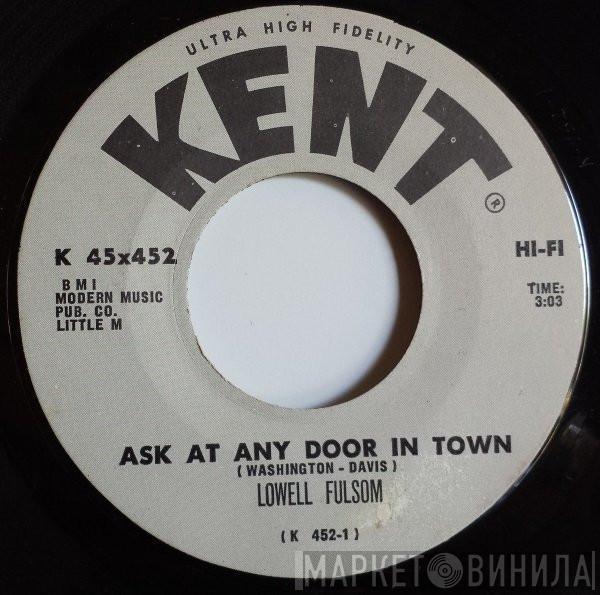 ULTRA HIGH FIDELITY
KENT
®
K 45x452
HI-FI
BMI
MODERN MUSIC
PUB. CO.
LITTLE M
TIME:
3:03
ASK AT ANY DOOR IN TOWN
(WASHINGTON - DAVIS)
LOWELL FULSOM
(K 452-1)
МАРКЕТ ВИНИЛА